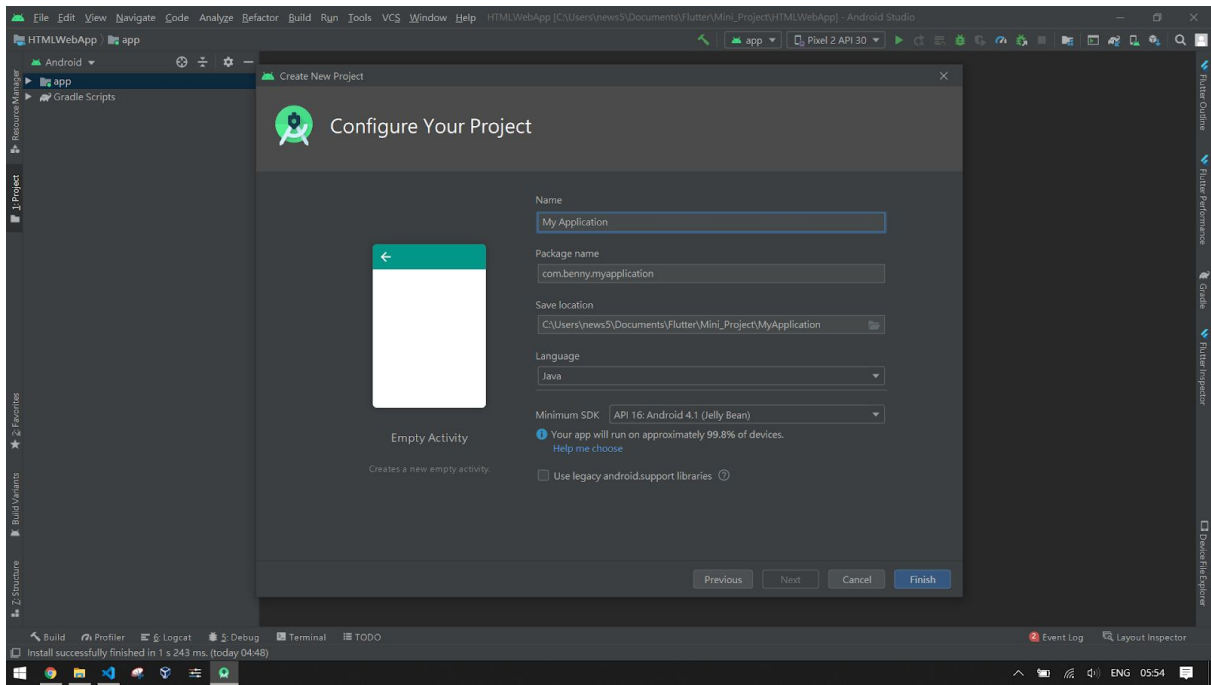 File Edit View Navigate Code Analyze Refactor Build Run Tools VCS Window Help HTMLWebApp [C:\Users\news5\Documents\Flutter\Mini_Project\HTMLWebApp] - Android Studio
HTMLWebApp app
app Pixel 2 API 30
Android
app
Gradle Scripts
Resource Manager
1: Project
2: Favorites
Build Variants
Z: Structure
Create New Project
Configure Your Project
Name
My Application
Package name
com.benny.myapplication
Save location
C:\Users\news5\Documents\Flutter\Mini_Project\MyApplication
Language
Java
Minimum SDK API 16: Android 4.1 (Jelly Bean)
Your app will run on approximately 99.8% of devices.
Help me choose
Use legacy android.support libraries
Empty Activity
Creates a new empty activity.
Previous Next Cancel Finish
Flutter Outline
Flutter Performance
Gradle
Flutter Inspector
Device File Explorer
Build Profiler 6: Logcat 5: Debug Terminal TODO
2 Event Log Layout Inspector
Install successfully finished in 1 s 243 ms. (today 04:48)
ENG 05:54